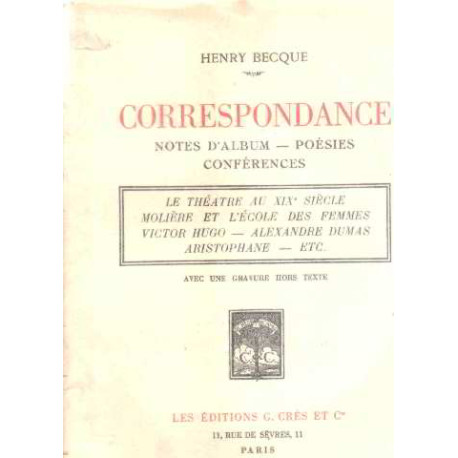 HENRY BECQUE
CORRESPONDANCE
NOTES D'ALBUM — POÉSIES
CONFÉRENCES
LE THÉATRE AU XIXᵉ SIÈCLE
MOLIÈRE ET L'ÉCOLE DES FEMMES
VICTOR HUGO — ALEXANDRE DUMAS
ARISTOPHANE — ETC.
AVEC UNE GRAVURE HORS TEXTE
C C
LES ÉDITIONS G. CRÈS ET Cⁱᵉ
11, RUE DE SÈVRES, 11
PARIS